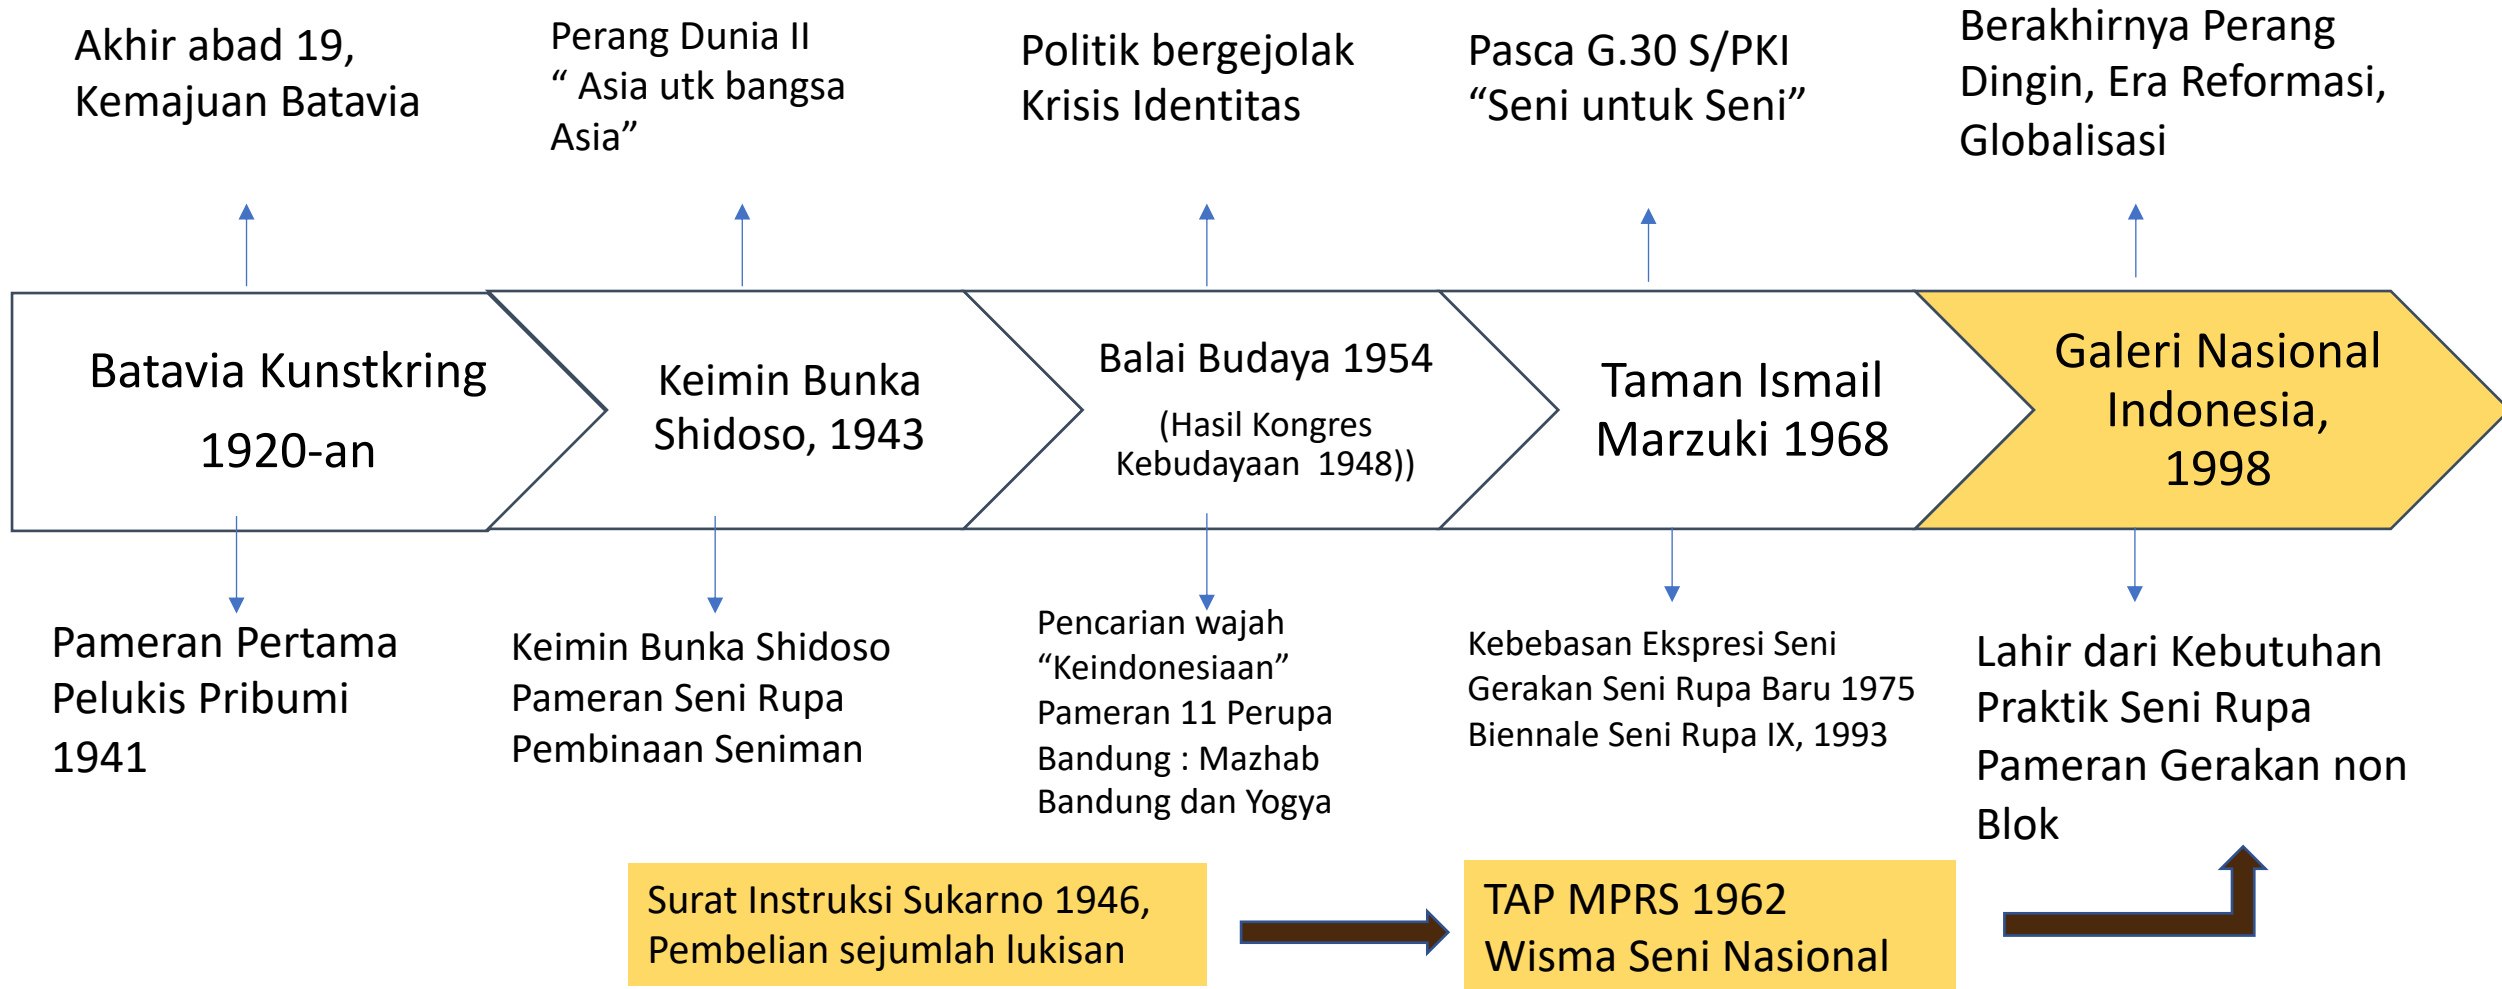 Akhir abad 19,
Kemajuan Batavia
Perang Dunia II
“ Asia utk bangsa
Asia”
Politik bergejolak
Krisis Identitas
Pasca G.30 S/PKI
“Seni untuk Seni”
Berakhirnya Perang
Dingin, Era Reformasi,
Globalisasi
Batavia Kunstkring
1920-an
Keimin Bunka
Shidoso, 1943
Balai Budaya 1954
(Hasil Kongres
Kebudayaan 1948))
Taman Ismail
Marzuki 1968
Galeri Nasional
Indonesia,
1998
Pameran Pertama
Pelukis Pribumi
1941
Keimin Bunka Shidoso
Pameran Seni Rupa
Pembinaan Seniman
Pencarian wajah
“Keindonesiaan”
Pameran 11 Perupa
Bandung : Mazhab
Bandung dan Yogya
Kebebasan Ekspresi Seni
Gerakan Seni Rupa Baru 1975
Biennale Seni Rupa IX, 1993
Lahir dari Kebutuhan
Praktik Seni Rupa
Pameran Gerakan non
Blok
Surat Instruksi Sukarno 1946,
Pembelian sejumlah lukisan
TAP MPRS 1962
Wisma Seni Nasional